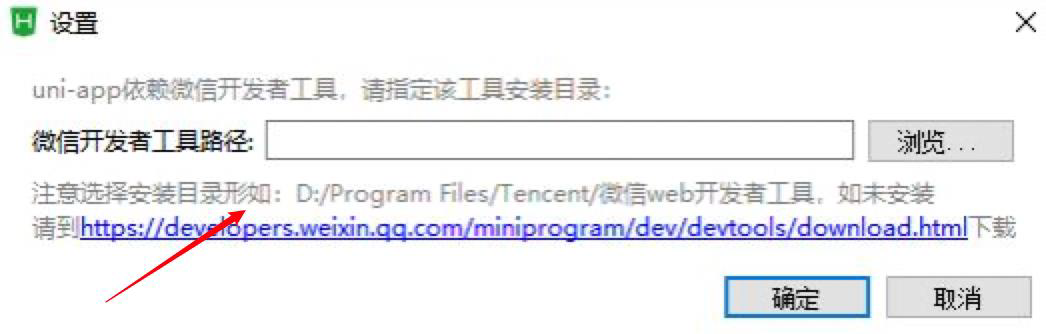 设置
uni-app依赖微信开发者工具，请指定该工具安装目录：
微信开发者工具路径: 浏览...
注意选择安装目录形如：D:/Program Files/Tencent/微信web开发者工具，如未安装
请到https://developers.weixin.qq.com/miniprogram/dev/devtools/download.html下载
确定 取消